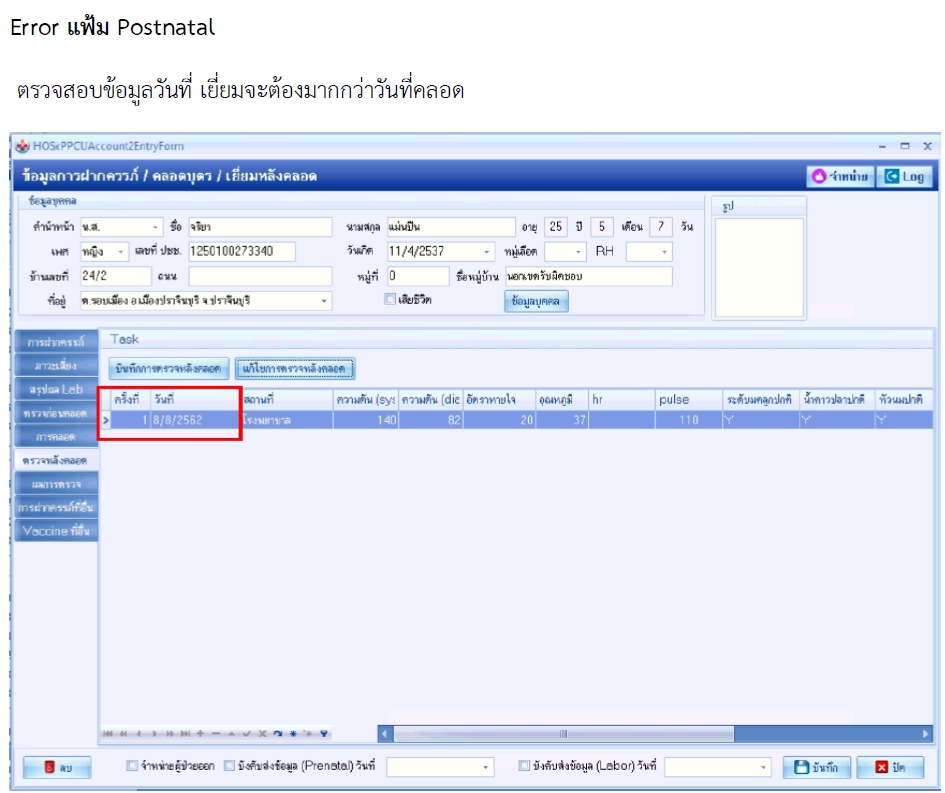 Error แฟ้ม Postnatal
ตรวจสอบข้อมูลวันที่ เยี่ยมจะต้องมากกว่าวันที่คลอด
HOSxPPCUAccount2EntryForm
ข้อมูลการฝากครรภ์ / คลอดบุตร / เยี่ยมหลังคลอด จำหน่าย Log
ข้อมูลบุคคล รูป
คำนำหน้า น.ส. ชื่อ จริยา นามสกุล แม่นปืน อายุ 25 ปี 5 เดือน 7 วัน
เพศ หญิง เลขที่ ปชช. 1250100273340 วันเกิด 11/4/2537 หมู่เลือด RH
บ้านเลขที่ 24/2 ถนน หมู่ที่ 0 ชื่อหมู่บ้าน นอกเขตรับผิดชอบ
ที่อยู่ ต.รอบเมือง อ.เมืองปราจีนบุรี จ.ปราจีนบุรี เสียชีวิต ข้อมูลบุคคล
การฝากครรภ์ Task
ภาวะเสี่ยง บันทึกการตรวจหลังคลอด แก้ไขการตรวจหลังคลอด
สรุปผล Lab ครั้งที่ วันที่ สถานที่ ความดัน (sys ความดัน (dic อัตราหายใจ อุณหภูมิ hr pulse ระดับมดลูกปกติ น้ำคาวปลาปกติ หัวนมปกติ
ตรวจก่อนคลอด 1 8/8/2562 โรงพยาบาล 140 82 20 37 110 Y Y Y
การคลอด
ตรวจหลังคลอด
ผลการตรวจ
การฝากครรภ์ที่อื่น
Vaccine ที่อื่น
ลบ จำหน่ายผู้ป่วยออก บังคับส่งข้อมูล (Prenatal) วันที่ บังคับส่งข้อมูล (Labor) วันที่ บันทึก ปิด